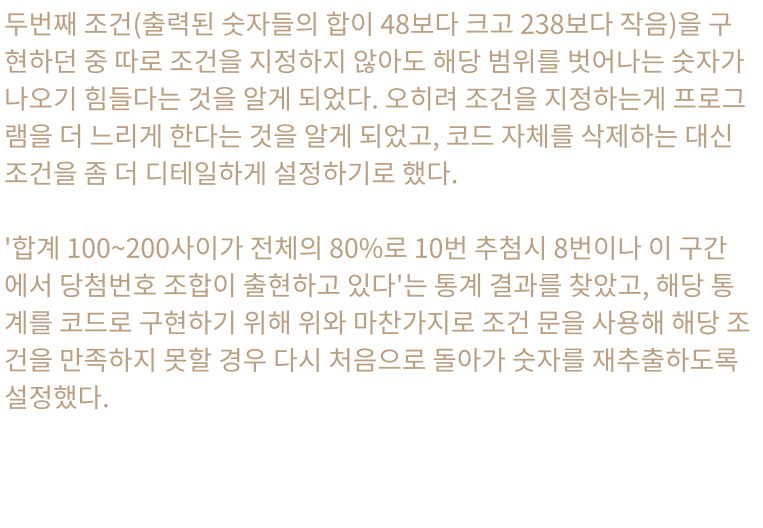 두번째 조건(출력된 숫자들의 합이 48보다 크고 238보다 작음)을 구
현하던 중 따로 조건을 지정하지 않아도 해당 범위를 벗어나는 숫자가
나오기 힘들다는 것을 알게 되었다. 오히려 조건을 지정하는게 프로그
램을 더 느리게 한다는 것을 알게 되었고, 코드 자체를 삭제하는 대신
조건을 좀 더 디테일하게 설정하기로 했다.
'합계 100~200사이가 전체의 80%로 10번 추첨시 8번이나 이 구간
에서 당첨번호 조합이 출현하고 있다'는 통계 결과를 찾았고, 해당 통
계를 코드로 구현하기 위해 위와 마찬가지로 조건 문을 사용해 해당 조
건을 만족하지 못할 경우 다시 처음으로 돌아가 숫자를 재추출하도록
설정했다.